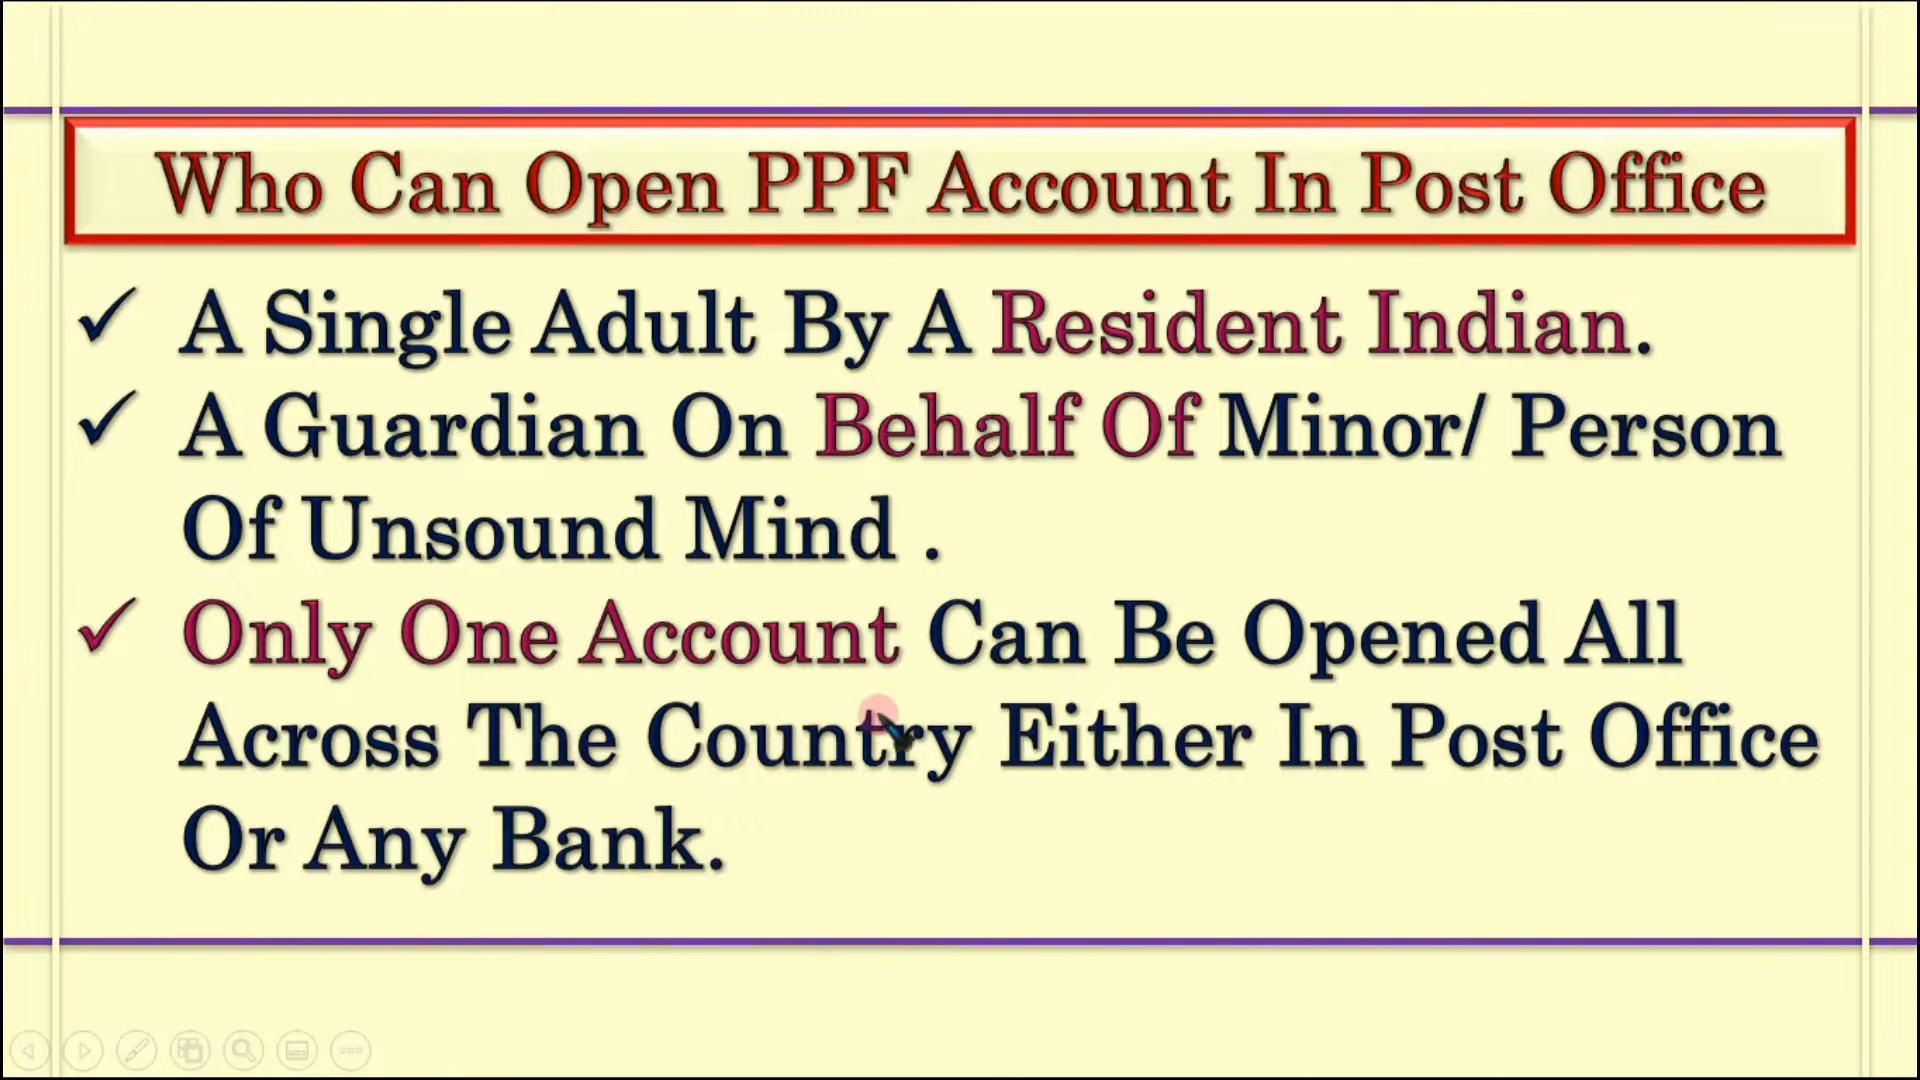 Who Can Open PPF Account In Post Office
✓ A Single Adult By A Resident Indian.
✓ A Guardian On Behalf Of Minor/ Person
Of Unsound Mind .
✓ Only One Account Can Be Opened All
Across The Country Either In Post Office
Or Any Bank.